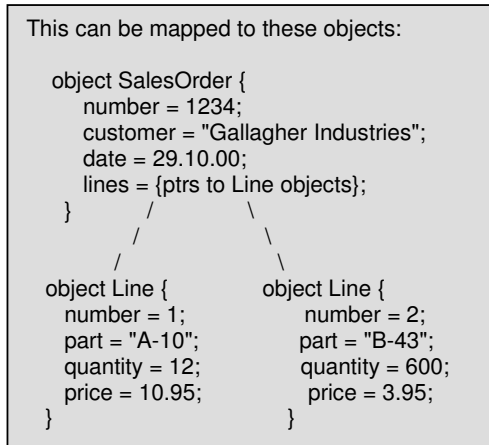 This can be mapped to these objects:
object SalesOrder {
number = 1234;
customer = "Gallagher Industries";
date = 29.10.00;
lines = {ptrs to Line objects};
} / \
/ \
/ \
object Line { object Line {
number = 1; number = 2;
part = "A-10"; part = "B-43";
quantity = 12; quantity = 600;
price = 10.95; price = 3.95;
} }